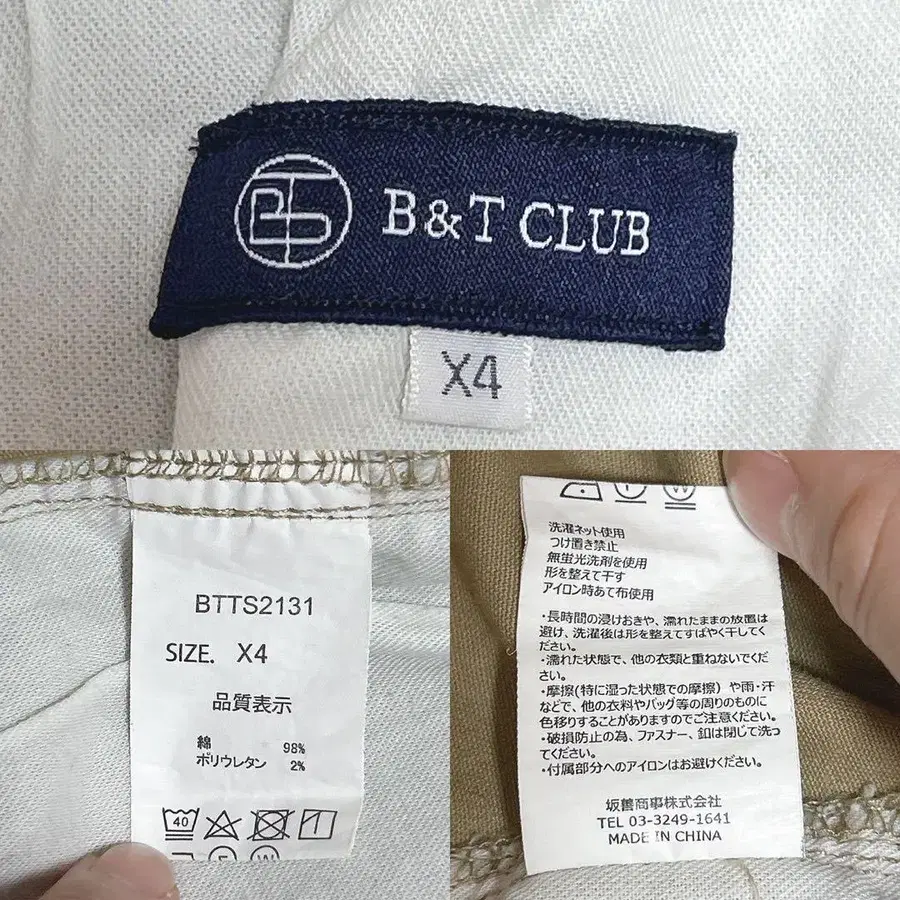 B&T CLUB
X4
BTTS2131
SIZE. X4
品質表示
綿 98%
ポリウレタン 2%
40
洗濯ネット使用
つけ置き禁止
無蛍光洗剤を使用
形を整えて干す
アイロン時あて布使用
・長時間の浸けおきや、濡れたままの放置は
避け、洗濯後は形を整えてすばやく干してく
ださい。
・濡れた状態で、他の衣類と重ねないでくだ
さい。
・摩擦(特に湿った状態での摩擦) や雨・汗
などで、他の衣料やバッグ等の周りのものに
色移りすることがありますのでご注意ください。
・破損防止の為、ファスナー、釦は閉じて洗っ
てください。
・付属部分へのアイロンはお避けください。
坂善商事株式会社
TEL 03-3249-1641
MADE IN CHINA